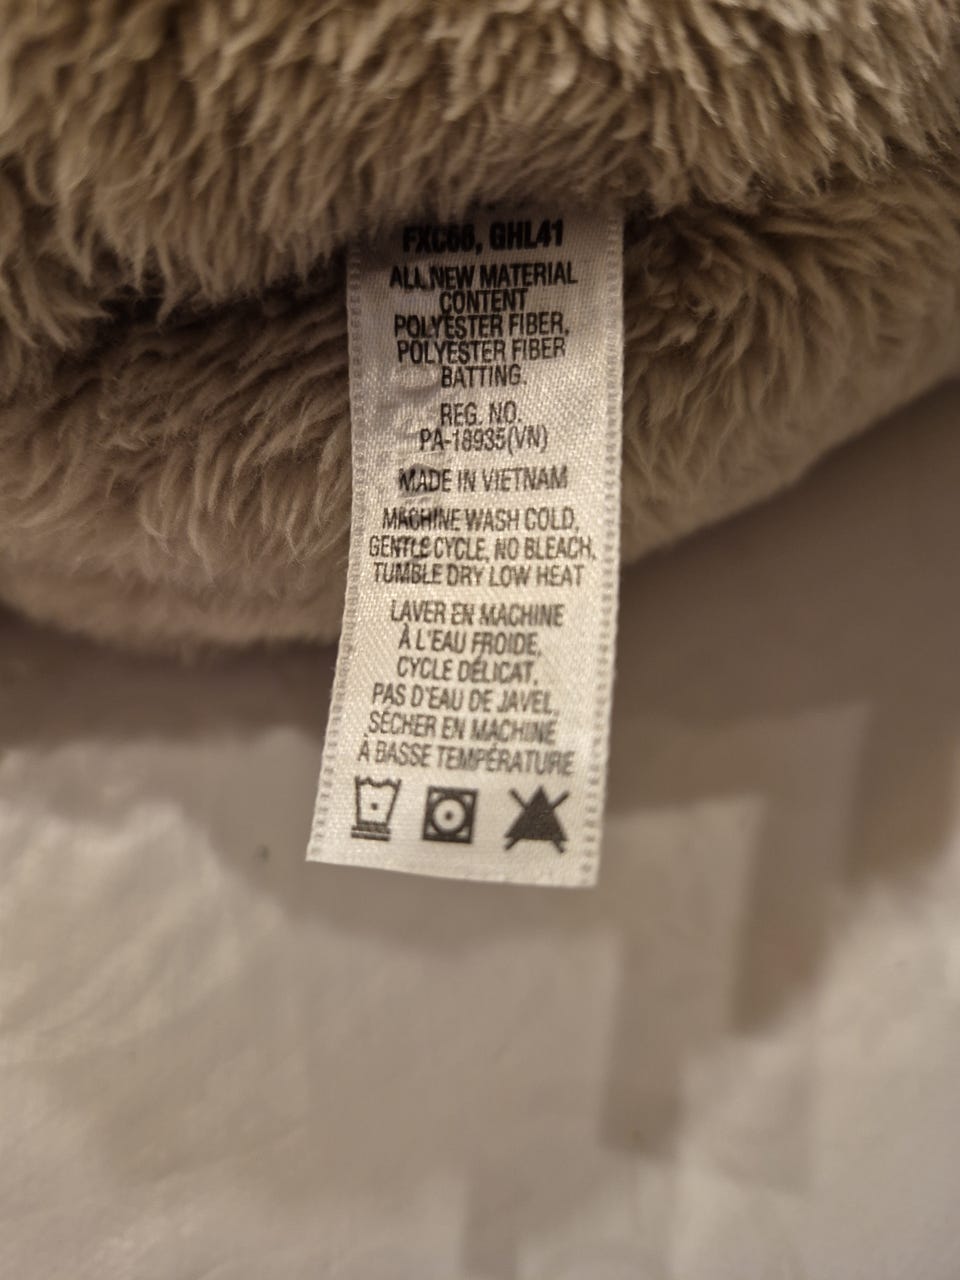 FXC66, GHL41
ALL NEW MATERIAL
CONTENT
POLYESTER FIBER,
POLYESTER FIBER
BATTING.
REG. NO.
PA-18935(VN)
MADE IN VIETNAM
MACHINE WASH COLD,
GENTLE CYCLE, NO BLEACH,
TUMBLE DRY LOW HEAT
LAVER EN MACHINE
À L'EAU FROIDE,
CYCLE DÉLICAT,
PAS D'EAU DE JAVEL,
SÉCHER EN MACHINE
À BASSE TEMPÉRATURE